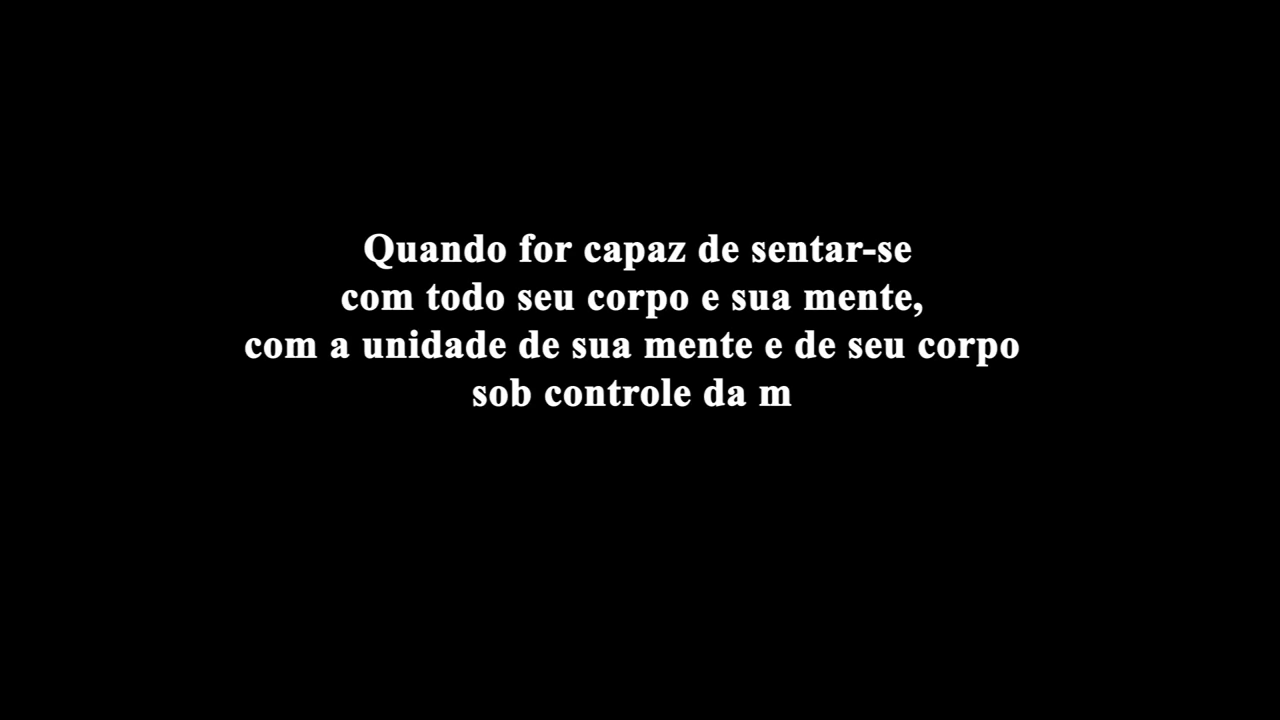 Quando for capaz de sentar-se
com todo seu corpo e sua mente,
com a unidade de sua mente e de seu corpo
sob controle da m